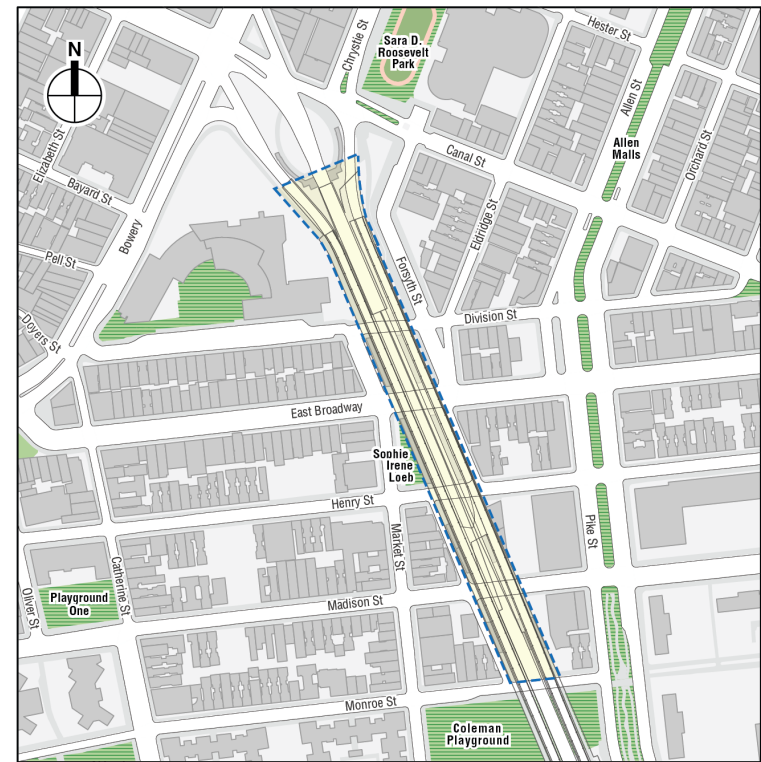 Hester St
Chrystie St
Sara D.
Roosevelt
Park
N
Allen St
Elizabeth St
Allen
Malls
Orchard St
Canal St
Bayard St
Eldridge St
Bowery
Pell St
Forsyth St
Doyers St
Division St
East Broadway
Sophie
Irene
Loeb
Henry St
Market St
Pike St
Catherine St
Oliver St
Playground
One
Madison St
Monroe St
Coleman
Playground